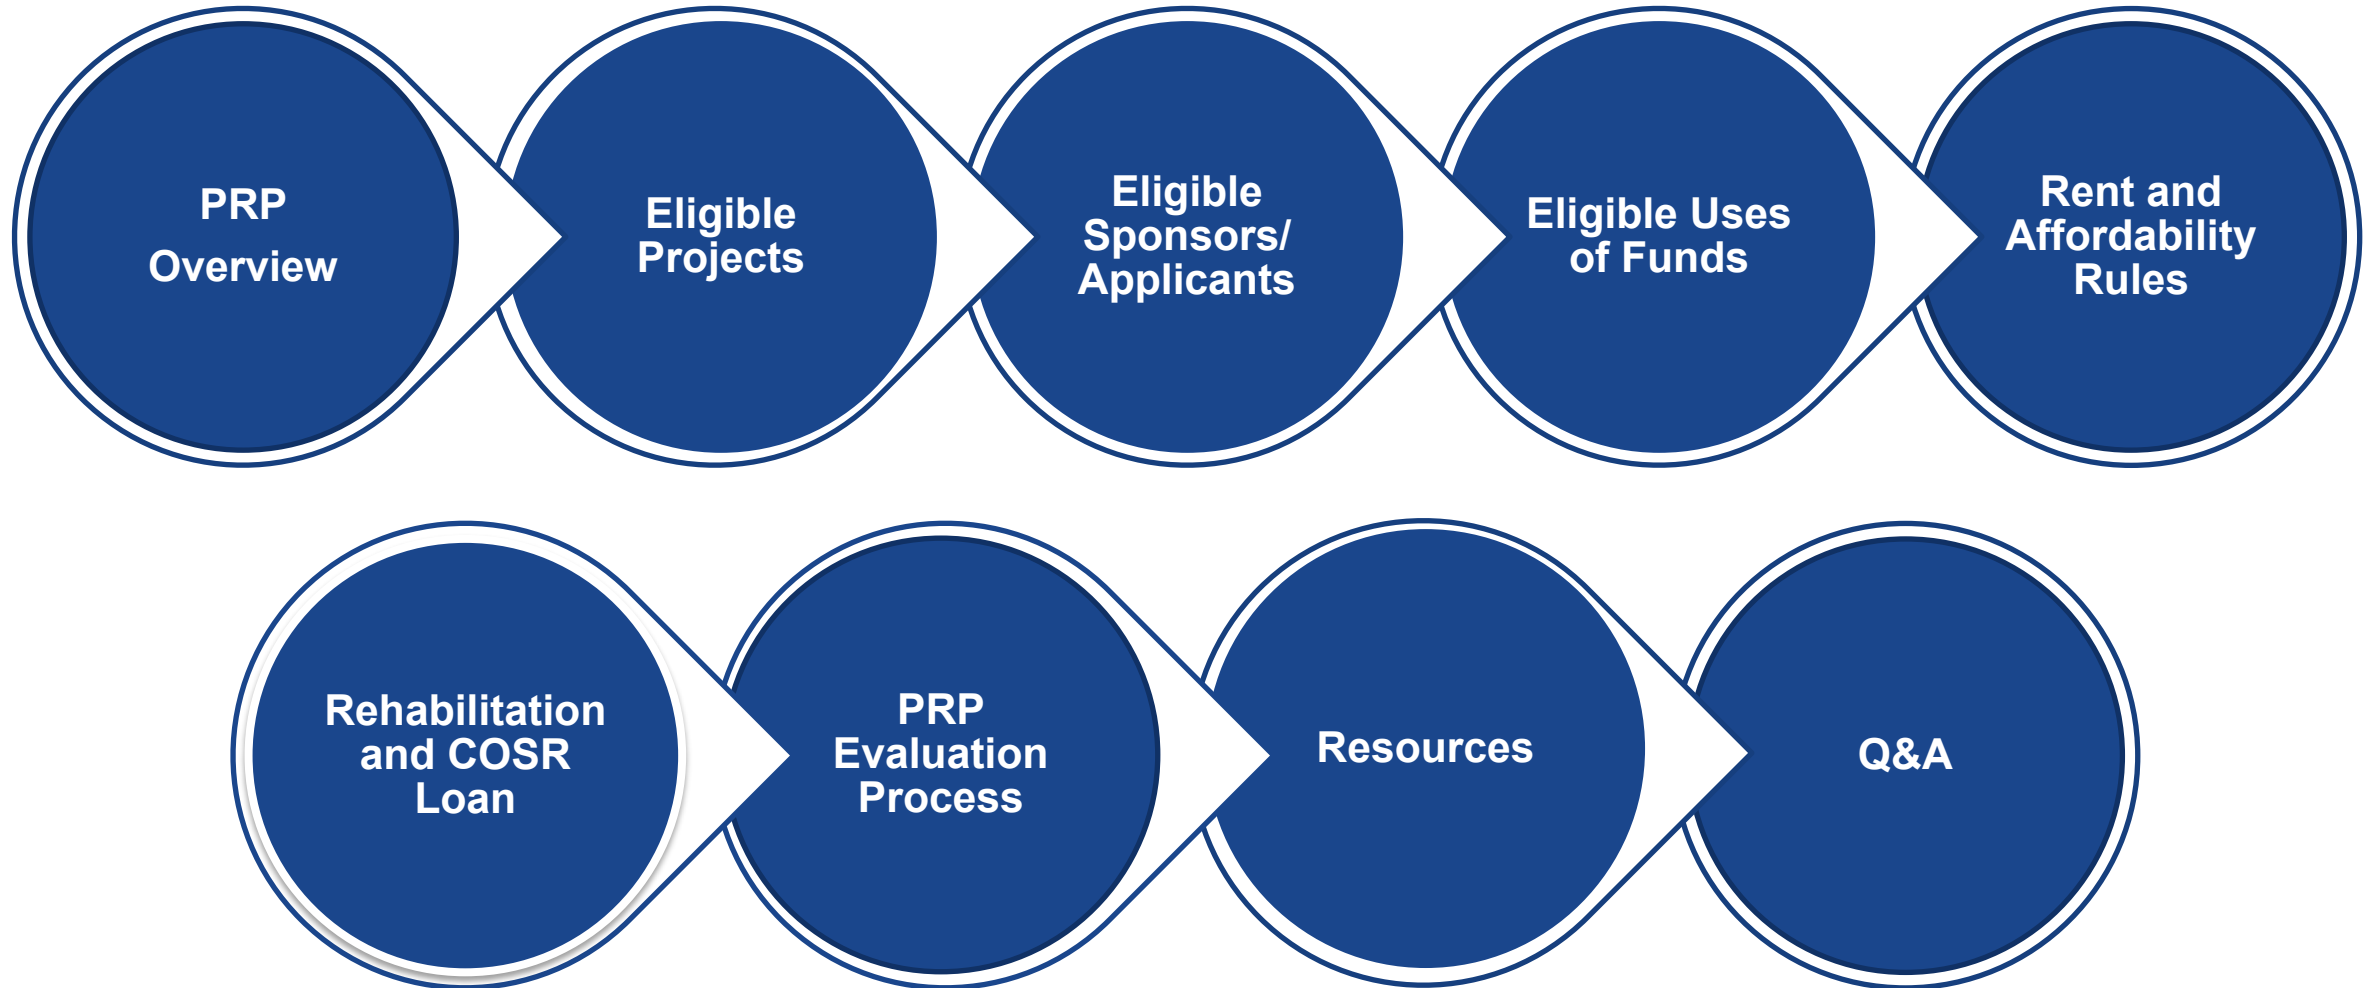 PRP
Overview
Eligible
Projects
Eligible
Sponsors/
Applicants
Eligible Uses
of Funds
Rent and
Affordability
Rules
Rehabilitation
and COSR
Loan
PRP
Evaluation
Process
Resources
Q&A